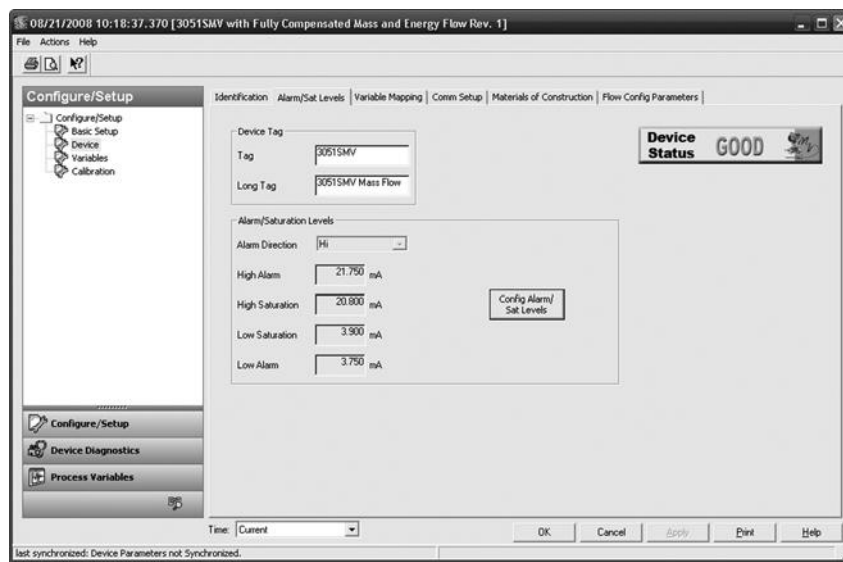 08/21/2008 10:18:37.370 [3051SMV with Fully Compensated Mass and Energy Flow Rev. 1]
File Actions Help
Configure/Setup
Configure/Setup
Basic Setup
Device
Variables
Calibration
Configure/Setup
Device Diagnostics
Process Variables
Identification Alarm/Sat Levels Variable Mapping Comm Setup Materials of Construction Flow Config Parameters
Device Tag
Tag 3051SMV
Long Tag 3051SMV Mass Flow
Device Status GOOD
Alarm/Saturation Levels
Alarm Direction Hi
High Alarm 21.750 mA
High Saturation 20.800 mA
Low Saturation 3.900 mA
Low Alarm 3.750 mA
Config Alarm/
Sat Levels
Time: Current
OK Cancel Apply Print Help
last synchronized: Device Parameters not Synchronized.